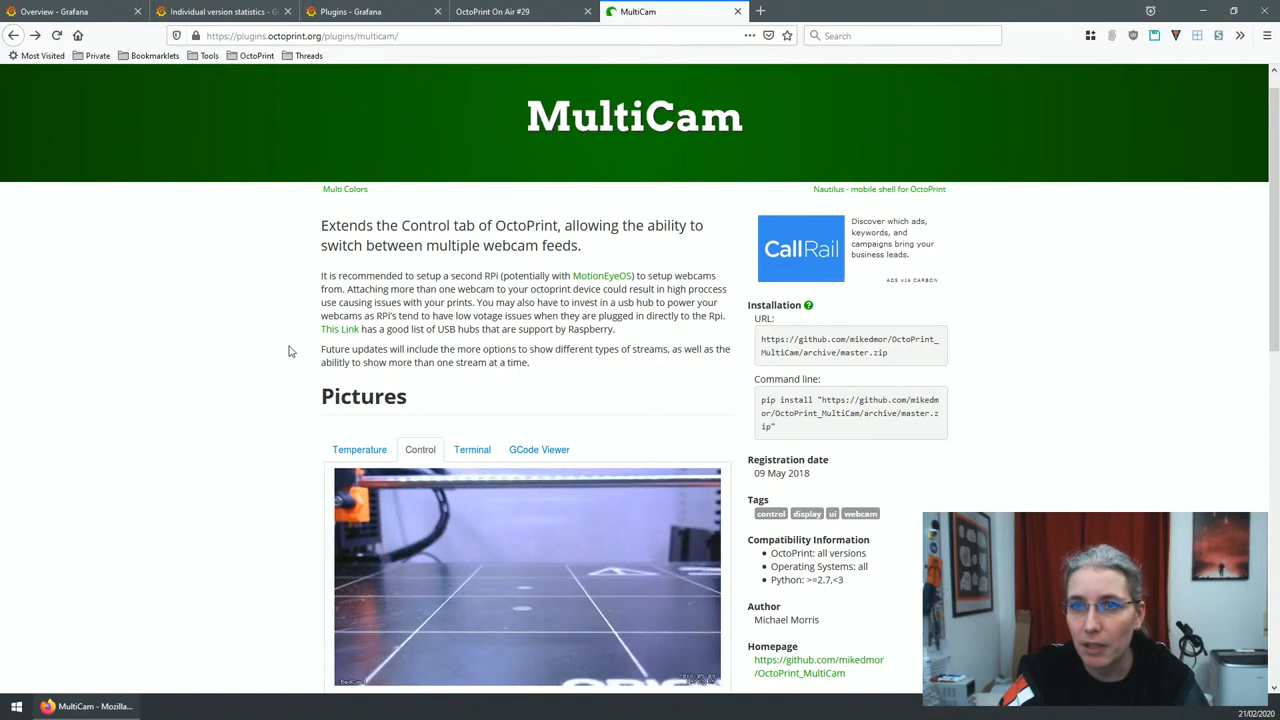 Overview - Grafana
Individual version statistics - G
Plugins - Grafana
OctoPrint On Air #29
MultiCam
https://plugins.octoprint.org/plugins/multicam/
Search
Most Visited
Private
Bookmarklets
Tools
OctoPrint
Threads
MultiCam
Multi Colors
Nautilus - mobile shell for OctoPrint
Extends the Control tab of OctoPrint, allowing the ability to
switch between multiple webcam feeds.
It is recommended to setup a second RPi (potentially with MotionEyeOS) to setup webcams
from. Attaching more than one webcam to your octoprint device could result in high proccess
use causing issues with your prints. You may also have to invest in a usb hub to power your
webcams as RPi's tend to have low votage issues when they are plugged in directly to the Rpi.
This Link has a good list of USB hubs that are support by Raspberry.
Future updates will include the more options to show different types of streams, as well as the
abilitly to show more than one stream at a time.
Pictures
Temperature
Control
Terminal
GCode Viewer
CallRail
Discover which ads,
keywords, and
campaigns bring your
business leads.
ADS VIA CARBON
Installation ?
URL:
https://github.com/mikedmor/OctoPrint_
MultiCam/archive/master.zip
Command line:
pip install "https://github.com/mikedm
or/OctoPrint_MultiCam/archive/master.z
ip"
Registration date
09 May 2018
Tags
control display ui webcam
Compatibility Information
OctoPrint: all versions
Operating Systems: all
Python: >=2.7,<3
Author
Michael Morris
Homepage
https://github.com/mikedmor
/OctoPrint_MultiCam
MultiCam - Mozilla...
21/02/2020